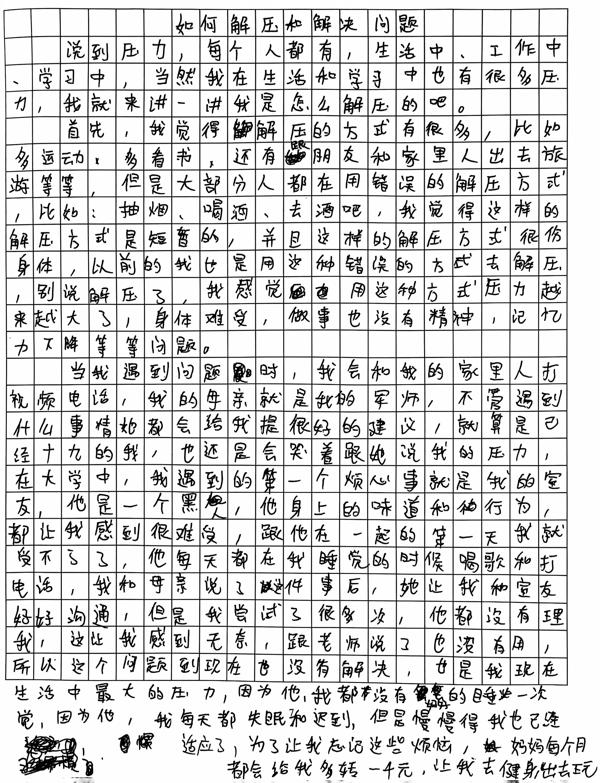 如何解压和解决问题
说到压力，每个人都有，生活中、工作中
、学习中，当然我在生活和学习中也有很多压
力，我就来讲一讲我是怎么解压的吧。
首先，我觉得解压的方式有很多，比如
多运动，多看书，还有跟朋友和家里人出去旅
游等等，但是大部分人都在用错误的解压方式
，比如：抽烟、喝酒、去酒吧，我觉得这样的
解压方式是短暂的，并且这样的解压方式很伤
身体，以前的我也是用这种错误的方式去解压
，别说解压了，我感觉用这种方式压力越
来越大了，身体难受，做事也没有精神，记忆
力下降等等问题。
当我遇到问题时，我会和我的家里人打
视频电话，我的母亲就是我的军师，不管遇到
什么事情她都会给我提很好的建议，就算是已
经十九的我，也还是会哭着跟她说我的压力，
在大学中，我遇到的第一个烦心事就是我的室
友，他是一个黑人，他身上的味道和种行为，
都让我感到很难受，跟他在一起的第一天我就
受不了了，他每天都在我睡觉的时候喝歌和打
电话，我和母亲说了这件事后，她让我和室友
好好沟通，但是我尝试了很多次，他都没有理
我，这让我感到无奈，跟老师说了也没有用，
所以这个问题到现在也没有解决，也是我现在
生活中最大的压力，因为他，我都没有好好的睡一次
觉，因为他，我每天都失眠和迟到，但是慢慢得我也已经
适应了，为了让我忘记这些烦恼，妈妈每个月
都会给我多转一千元，让我去健身出去玩